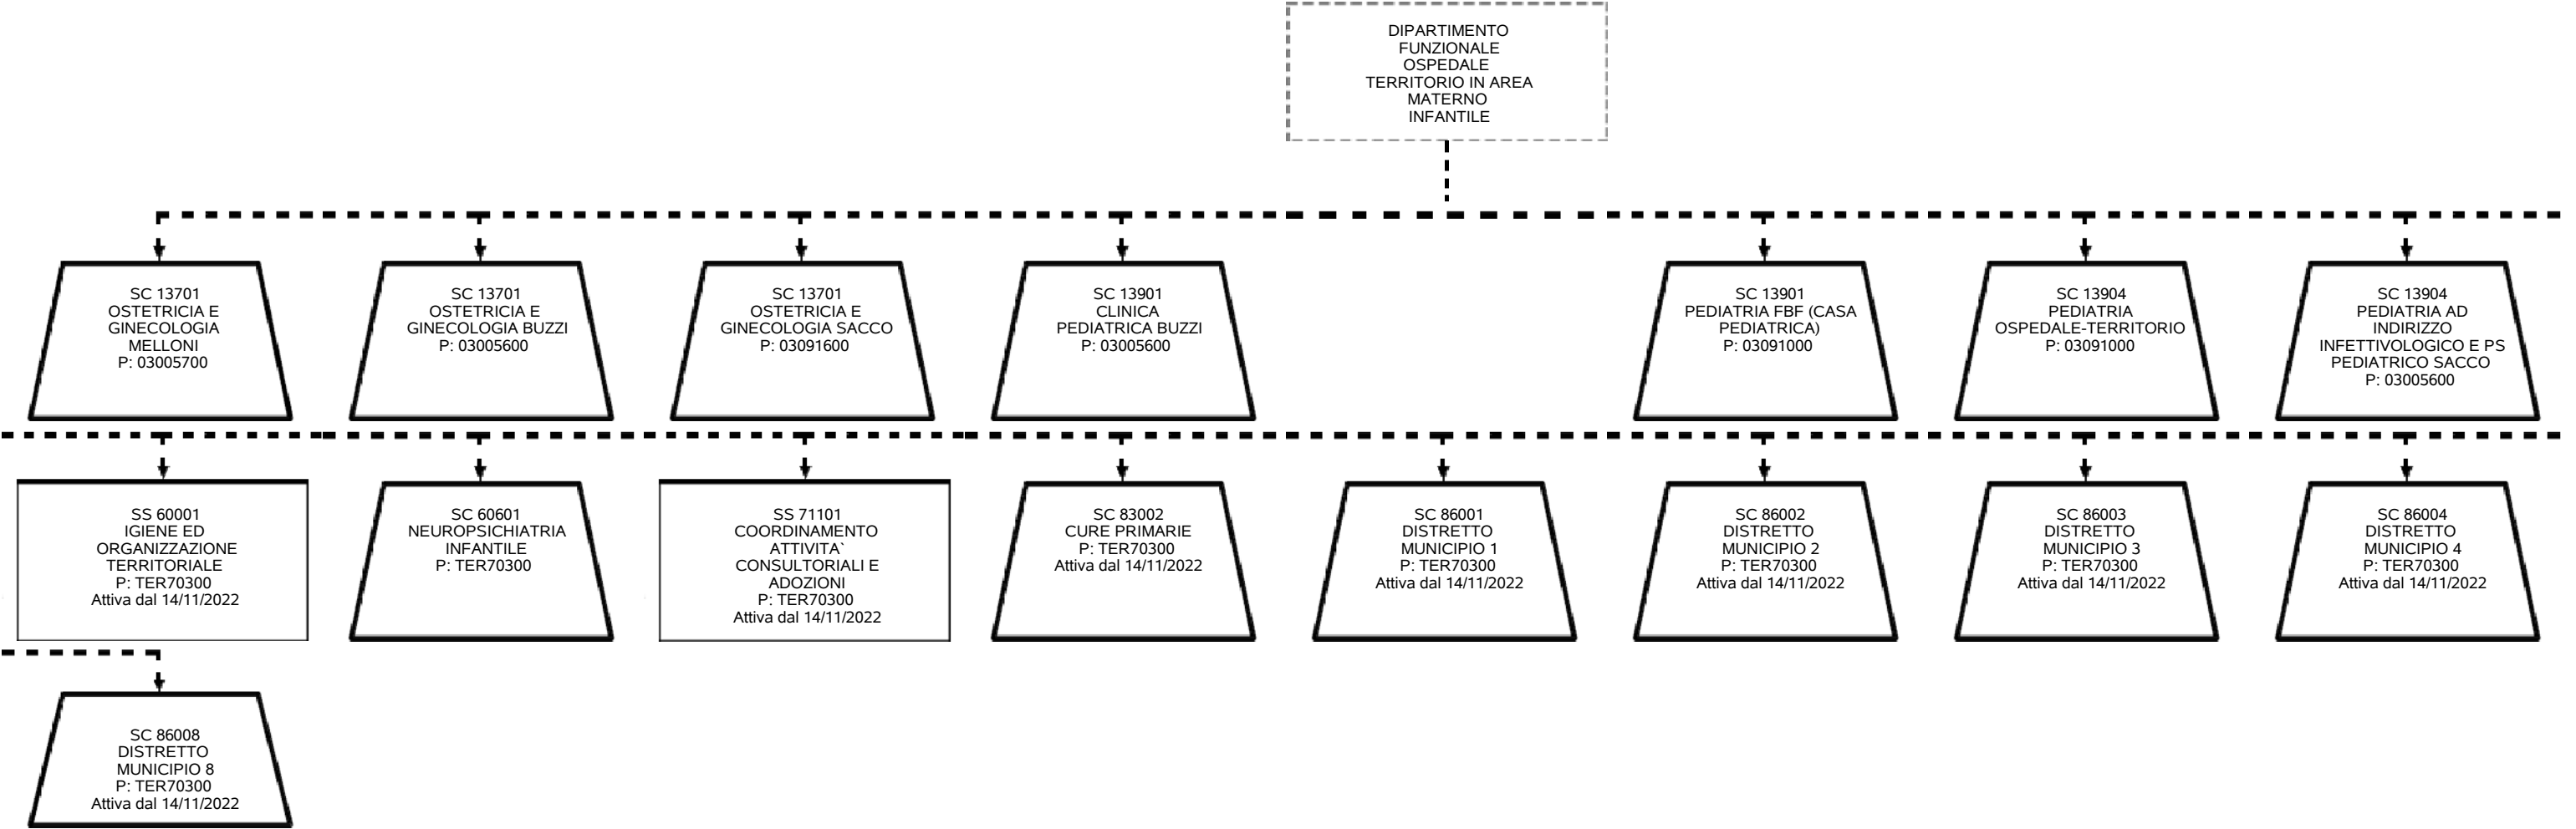 DIPARTIMENTO
FUNZIONALE
OSPEDALE
TERRITORIO IN AREA
MATERNO
INFANTILE
SC 13701
OSTETRICIA E
GINECOLOGIA
MELLONI
P: 03005700
SC 13701
OSTETRICIA E
GINECOLOGIA BUZZI
P: 03005600
SC 13701
OSTETRICIA E
GINECOLOGIA SACCO
P: 03091600
SC 13901
CLINICA
PEDIATRICA BUZZI
P: 03005600
SC 13901
PEDIATRIA FBF (CASA
PEDIATRICA)
P: 03091000
SC 13904
PEDIATRIA
OSPEDALE-TERRITORIO
P: 03091000
SC 13904
PEDIATRIA AD
INDIRIZZO
INFETTIVOLOGICO E PS
PEDIATRICO SACCO
P: 03005600
SS 60001
IGIENE ED
ORGANIZZAZIONE
TERRITORIALE
P: TER70300
Attiva dal 14/11/2022
SC 60601
NEUROPSICHIATRIA
INFANTILE
P: TER70300
SS 71101
COORDINAMENTO
ATTIVITA`
CONSULTORIALI E
ADOZIONI
P: TER70300
Attiva dal 14/11/2022
SC 83002
CURE PRIMARIE
P: TER70300
Attiva dal 14/11/2022
SC 86001
DISTRETTO
MUNICIPIO 1
P: TER70300
Attiva dal 14/11/2022
SC 86002
DISTRETTO
MUNICIPIO 2
P: TER70300
Attiva dal 14/11/2022
SC 86003
DISTRETTO
MUNICIPIO 3
P: TER70300
Attiva dal 14/11/2022
SC 86004
DISTRETTO
MUNICIPIO 4
P: TER70300
Attiva dal 14/11/2022
SC 86008
DISTRETTO
MUNICIPIO 8
P: TER70300
Attiva dal 14/11/2022